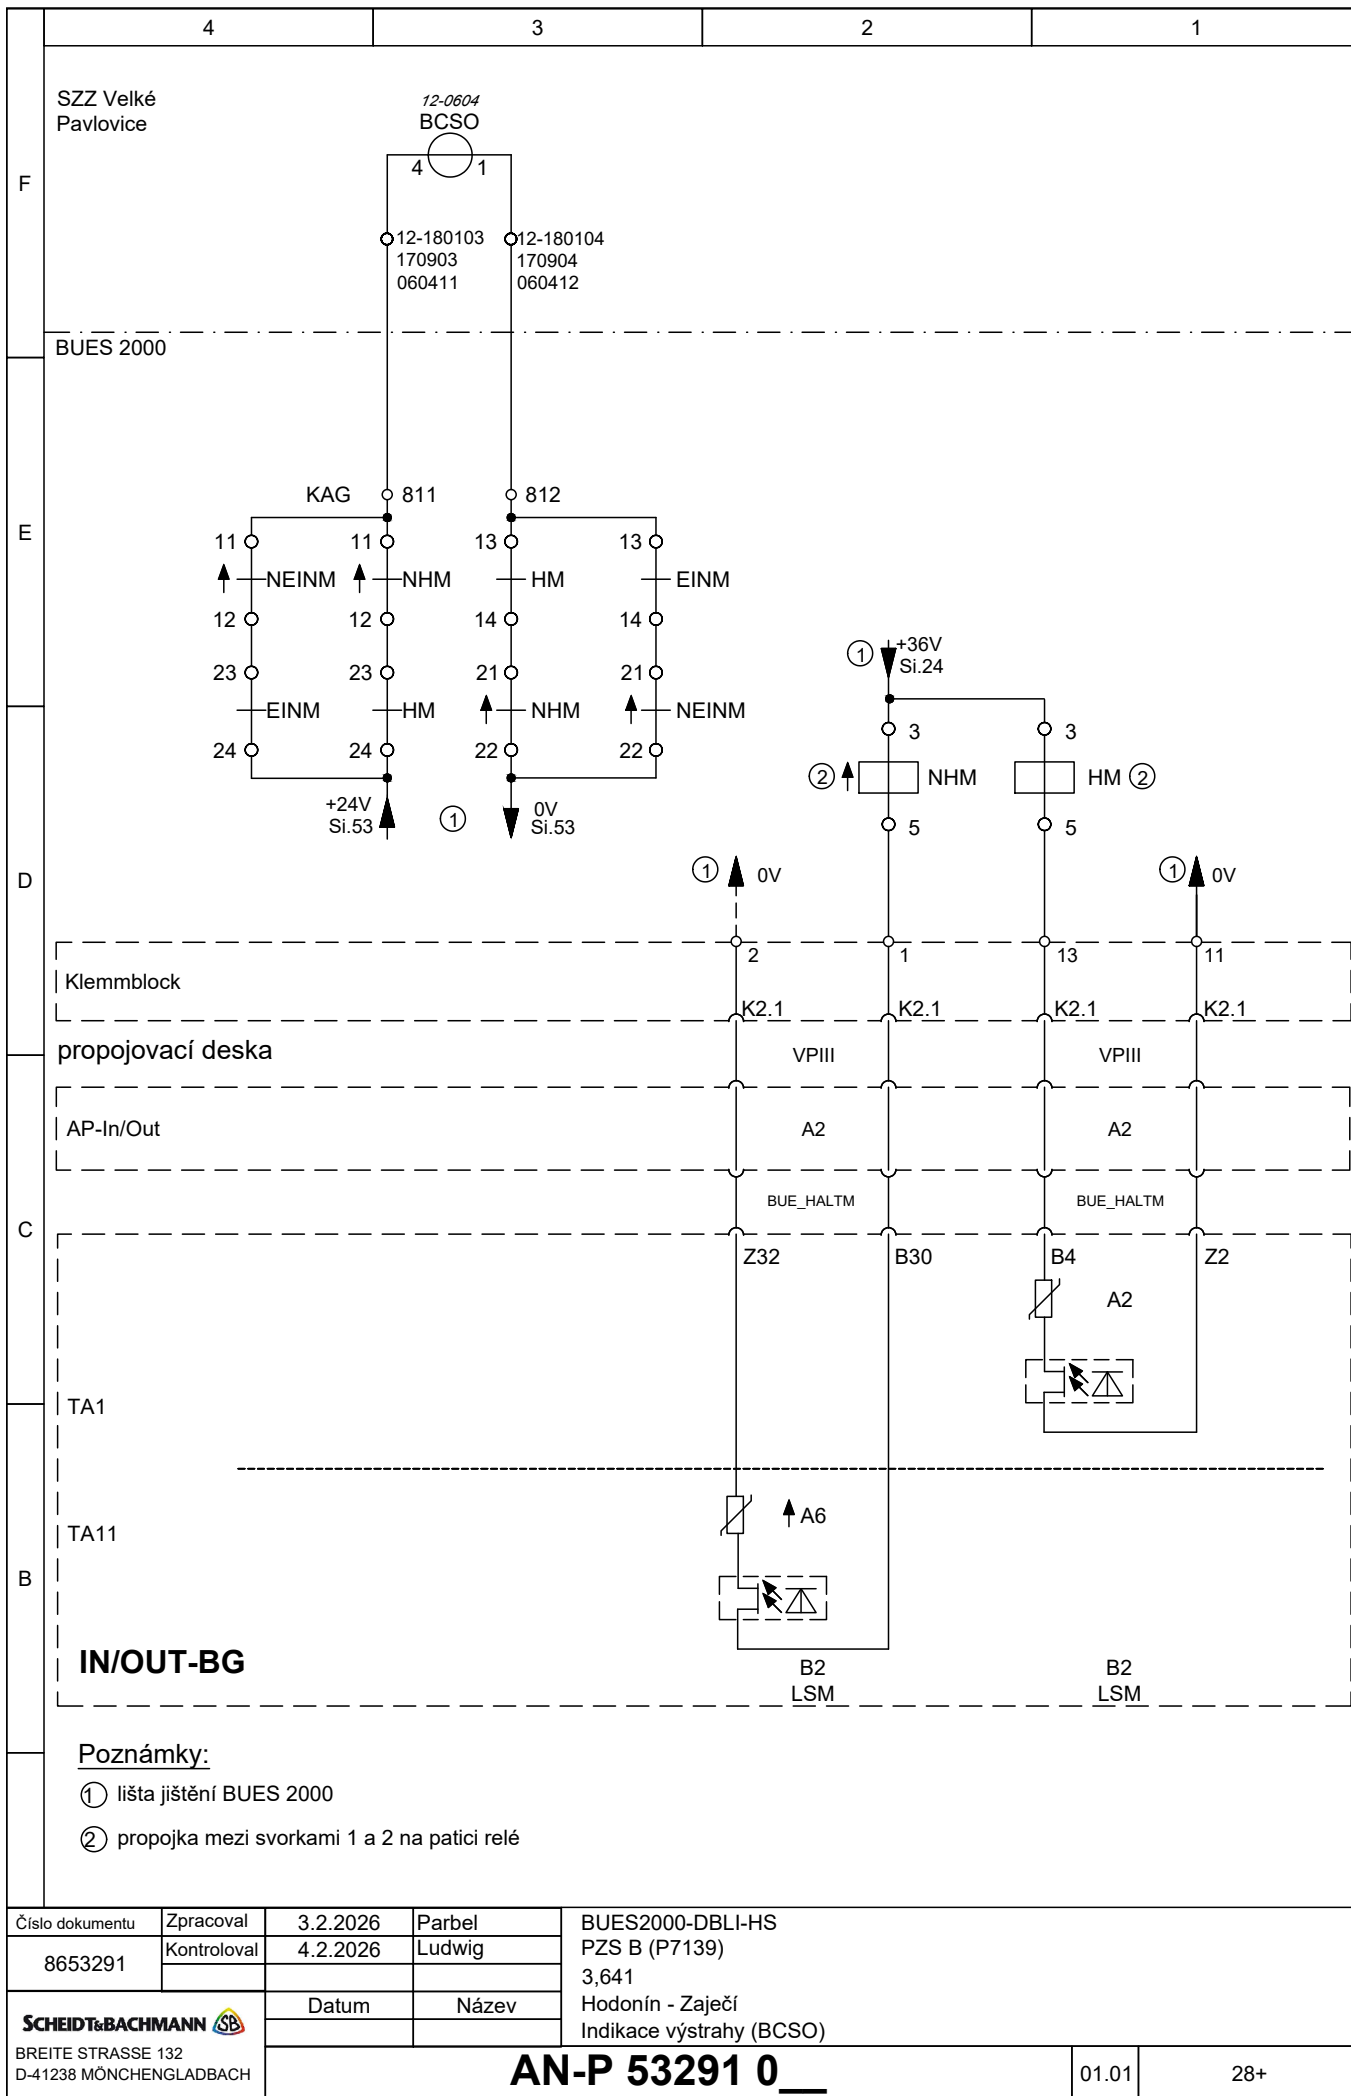 4 3 2 1
SZZ Velké
Pavlovice
12-0604
BCSO
4 1
F
12-180103 12-180104
170903 170904
060411 060412
BUES 2000
KAG 811 812
E
11 11 13 13
NEINM NHM HM EINM
12 12 14 14
23 23 21 21
EINM HM NHM NEINM
24 24 22 22
+24V 1 0V
Si.53 Si.53
1 +36V
Si.24
3 3
2 NHM HM 2
5 5
D
1 0V 1 0V
2 1 13 11
Klemmblock
K2.1 K2.1 K2.1 K2.1
propojovací deska VPIII VPIII
AP-In/Out A2 A2
BUE_HALTM BUE_HALTM
C
Z32 B30 B4 Z2
A2
TA1
A6
TA11
B
IN/OUT-BG
B2 B2
LSM LSM
Poznámky:
1 lišta jištění BUES 2000
2 propojka mezi svorkami 1 a 2 na patici relé
Číslo dokumentu Zpracoval 3.2.2026 Parbel
8653291 Kontroloval 4.2.2026 Ludwig
Datum Název
BUES2000-DBLI-HS
PZS B (P7139)
3,641
Hodonín - Zaječí
Indikace výstrahy (BCSO)
SCHEIDT&BACHMANN SB
BREITE STRASSE 132
D-41238 MÖNCHENGLADBACH
AN-P 53291 0__ 01.01 28+